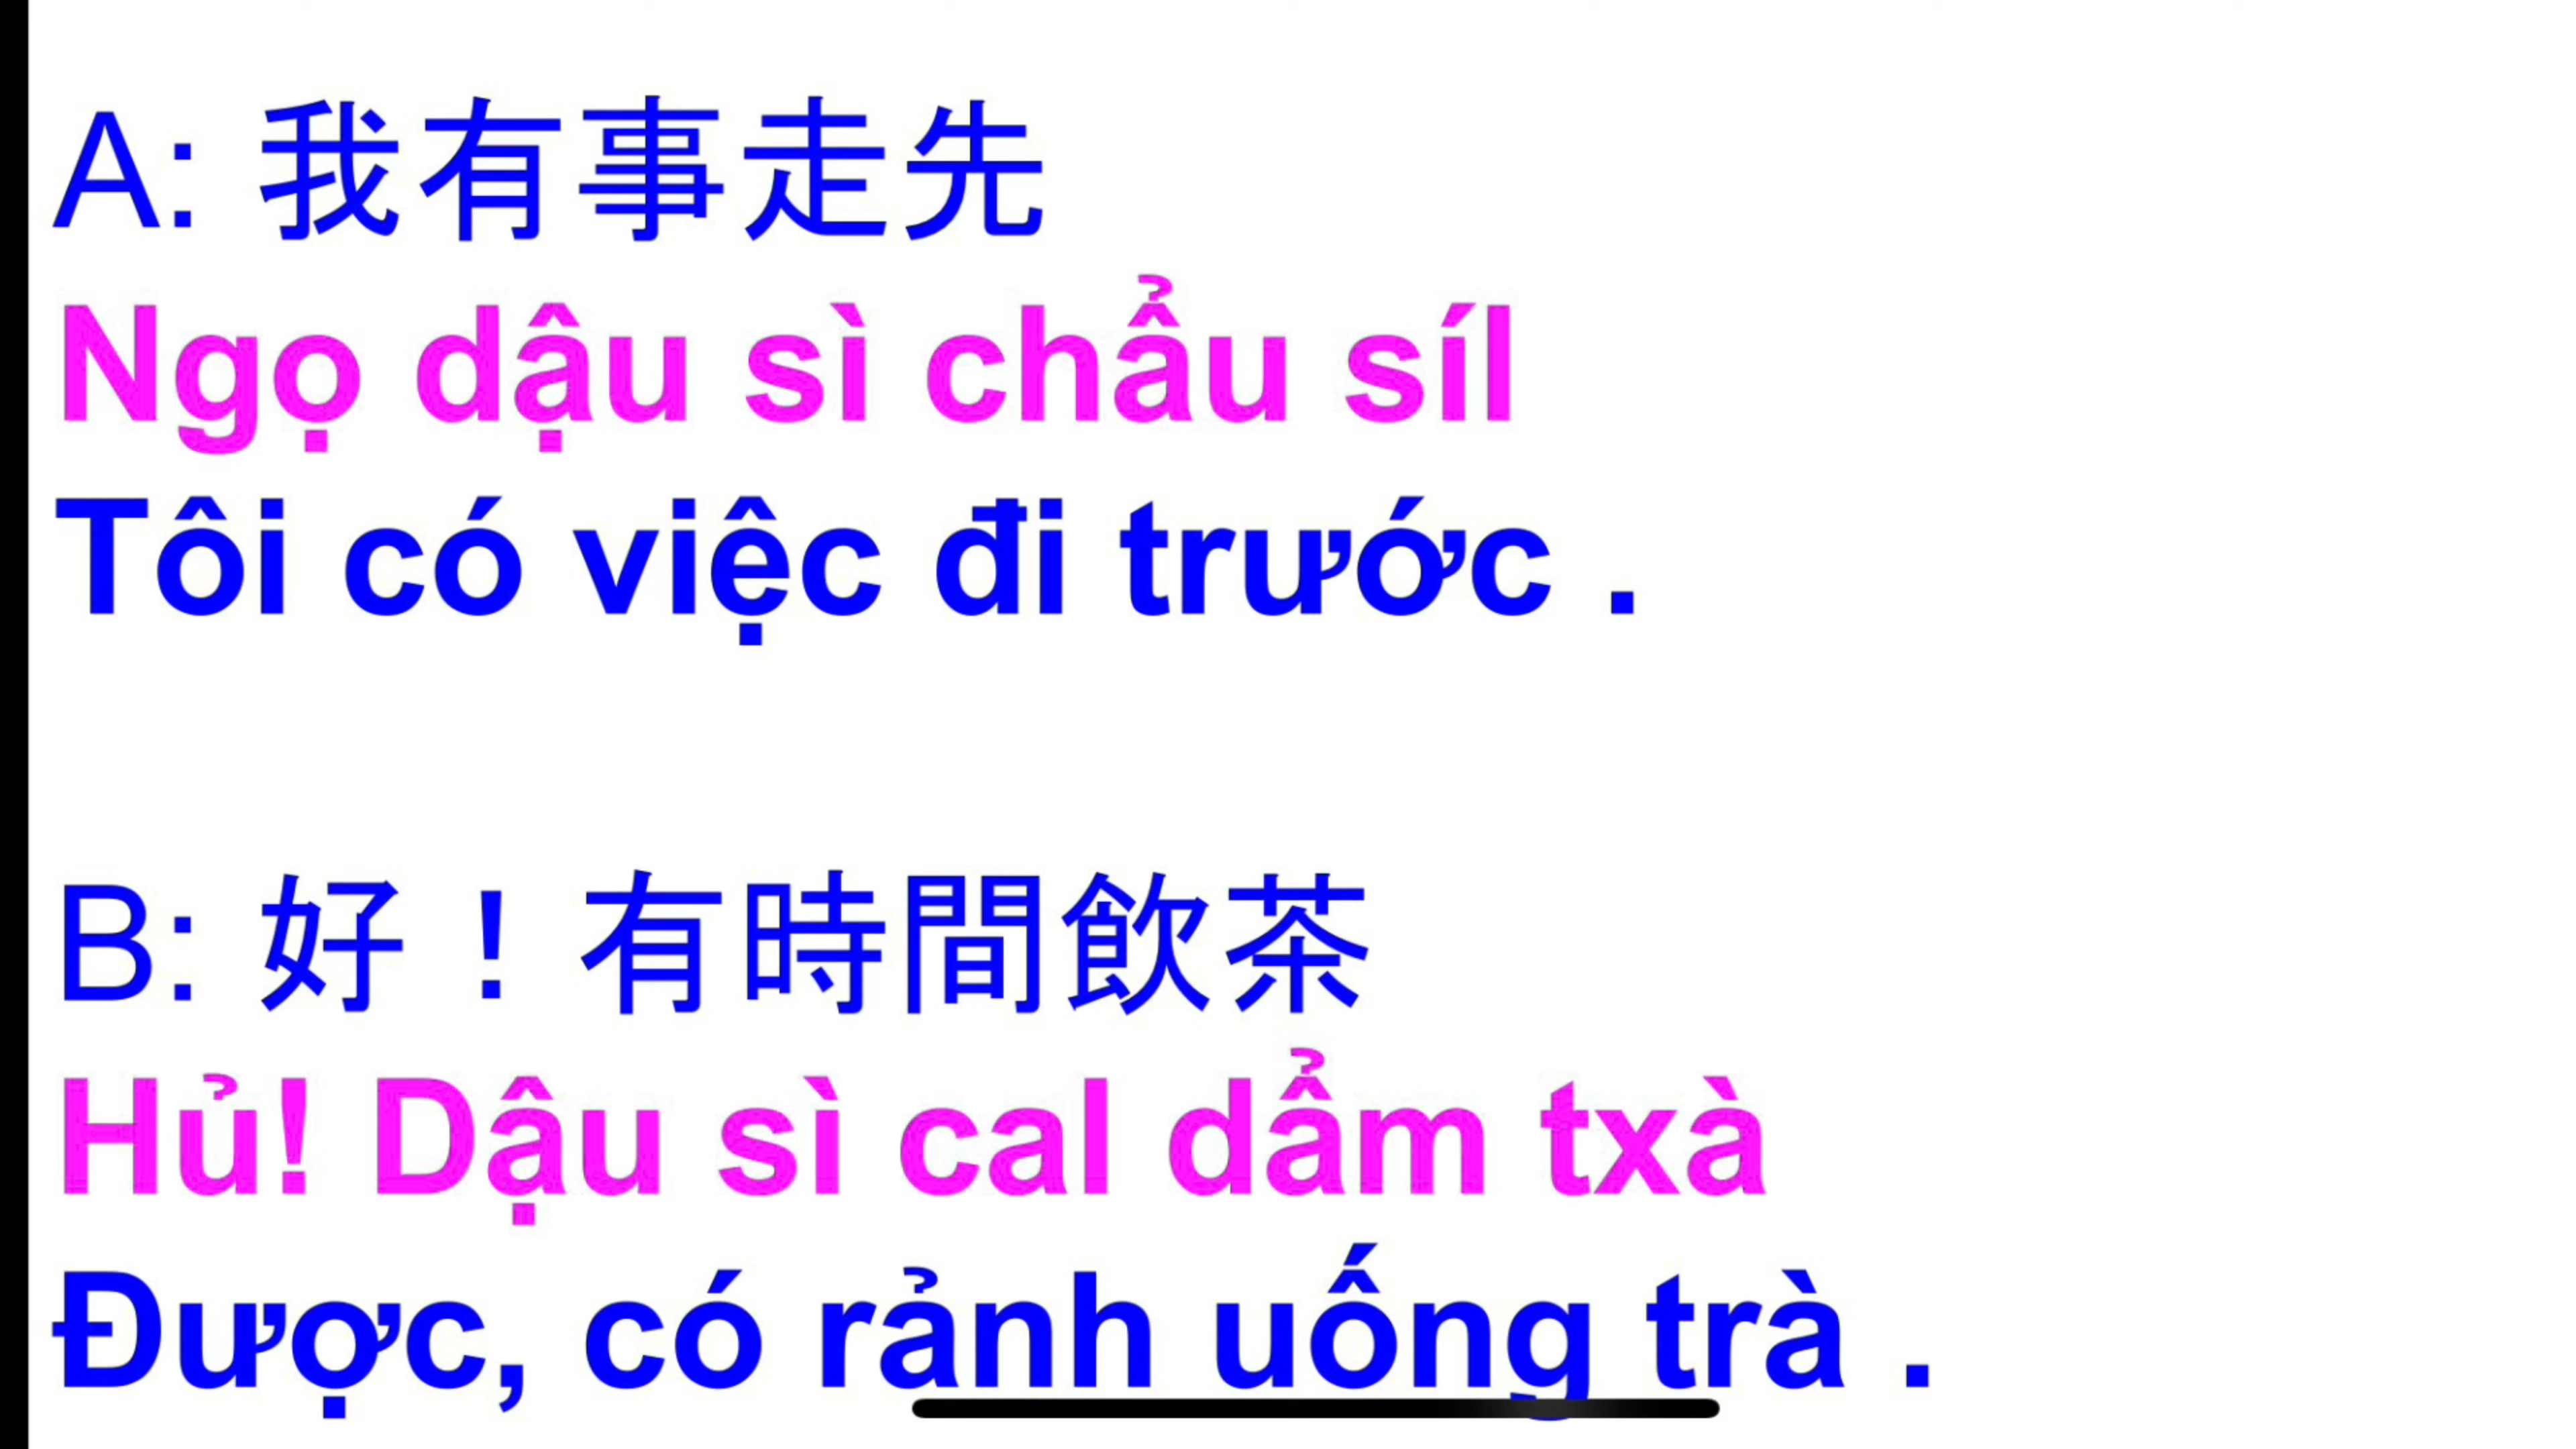 A: 我有事走先
Ngọ dậu sì chẩu síl
Tôi có việc đi trước .
B: 好！有時間飲茶
Hủ! Dậu sì cal dẩm txà
Được, có rảnh uống trà .